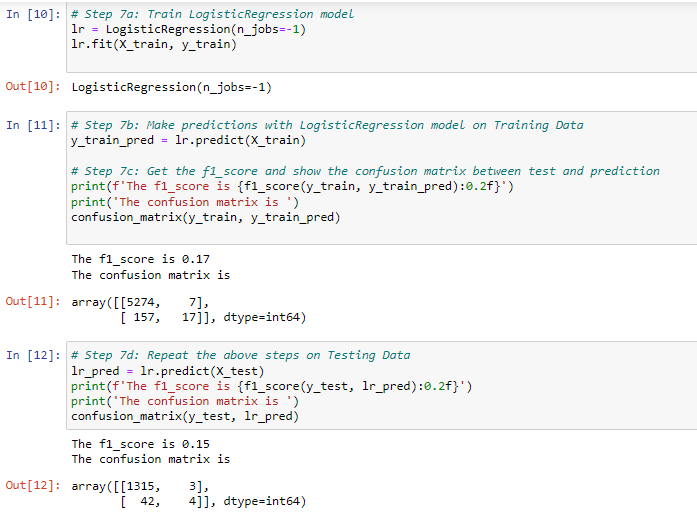 In [10]: # Step 7a: Train LogisticRegression model
lr = LogisticRegression(n_jobs=-1)
lr.fit(X_train, y_train)
Out[10]: LogisticRegression(n_jobs=-1)
In [11]: # Step 7b: Make predictions with LogisticRegression model on Training Data
y_train_pred = lr.predict(X_train)
# Step 7c: Get the f1_score and show the confusion matrix between test and prediction
print(f'The f1_score is {f1_score(y_train, y_train_pred):0.2f}')
print('The confusion matrix is ')
confusion_matrix(y_train, y_train_pred)
The f1_score is 0.17
The confusion matrix is
Out[11]: array([[5274,    7],
[ 157,   17]], dtype=int64)
In [12]: # Step 7d: Repeat the above steps on Testing Data
lr_pred = lr.predict(X_test)
print(f'The f1_score is {f1_score(y_test, lr_pred):0.2f}')
print('The confusion matrix is ')
confusion_matrix(y_test, lr_pred)
The f1_score is 0.15
The confusion matrix is
Out[12]: array([[1315,    3],
[  42,    4]], dtype=int64)